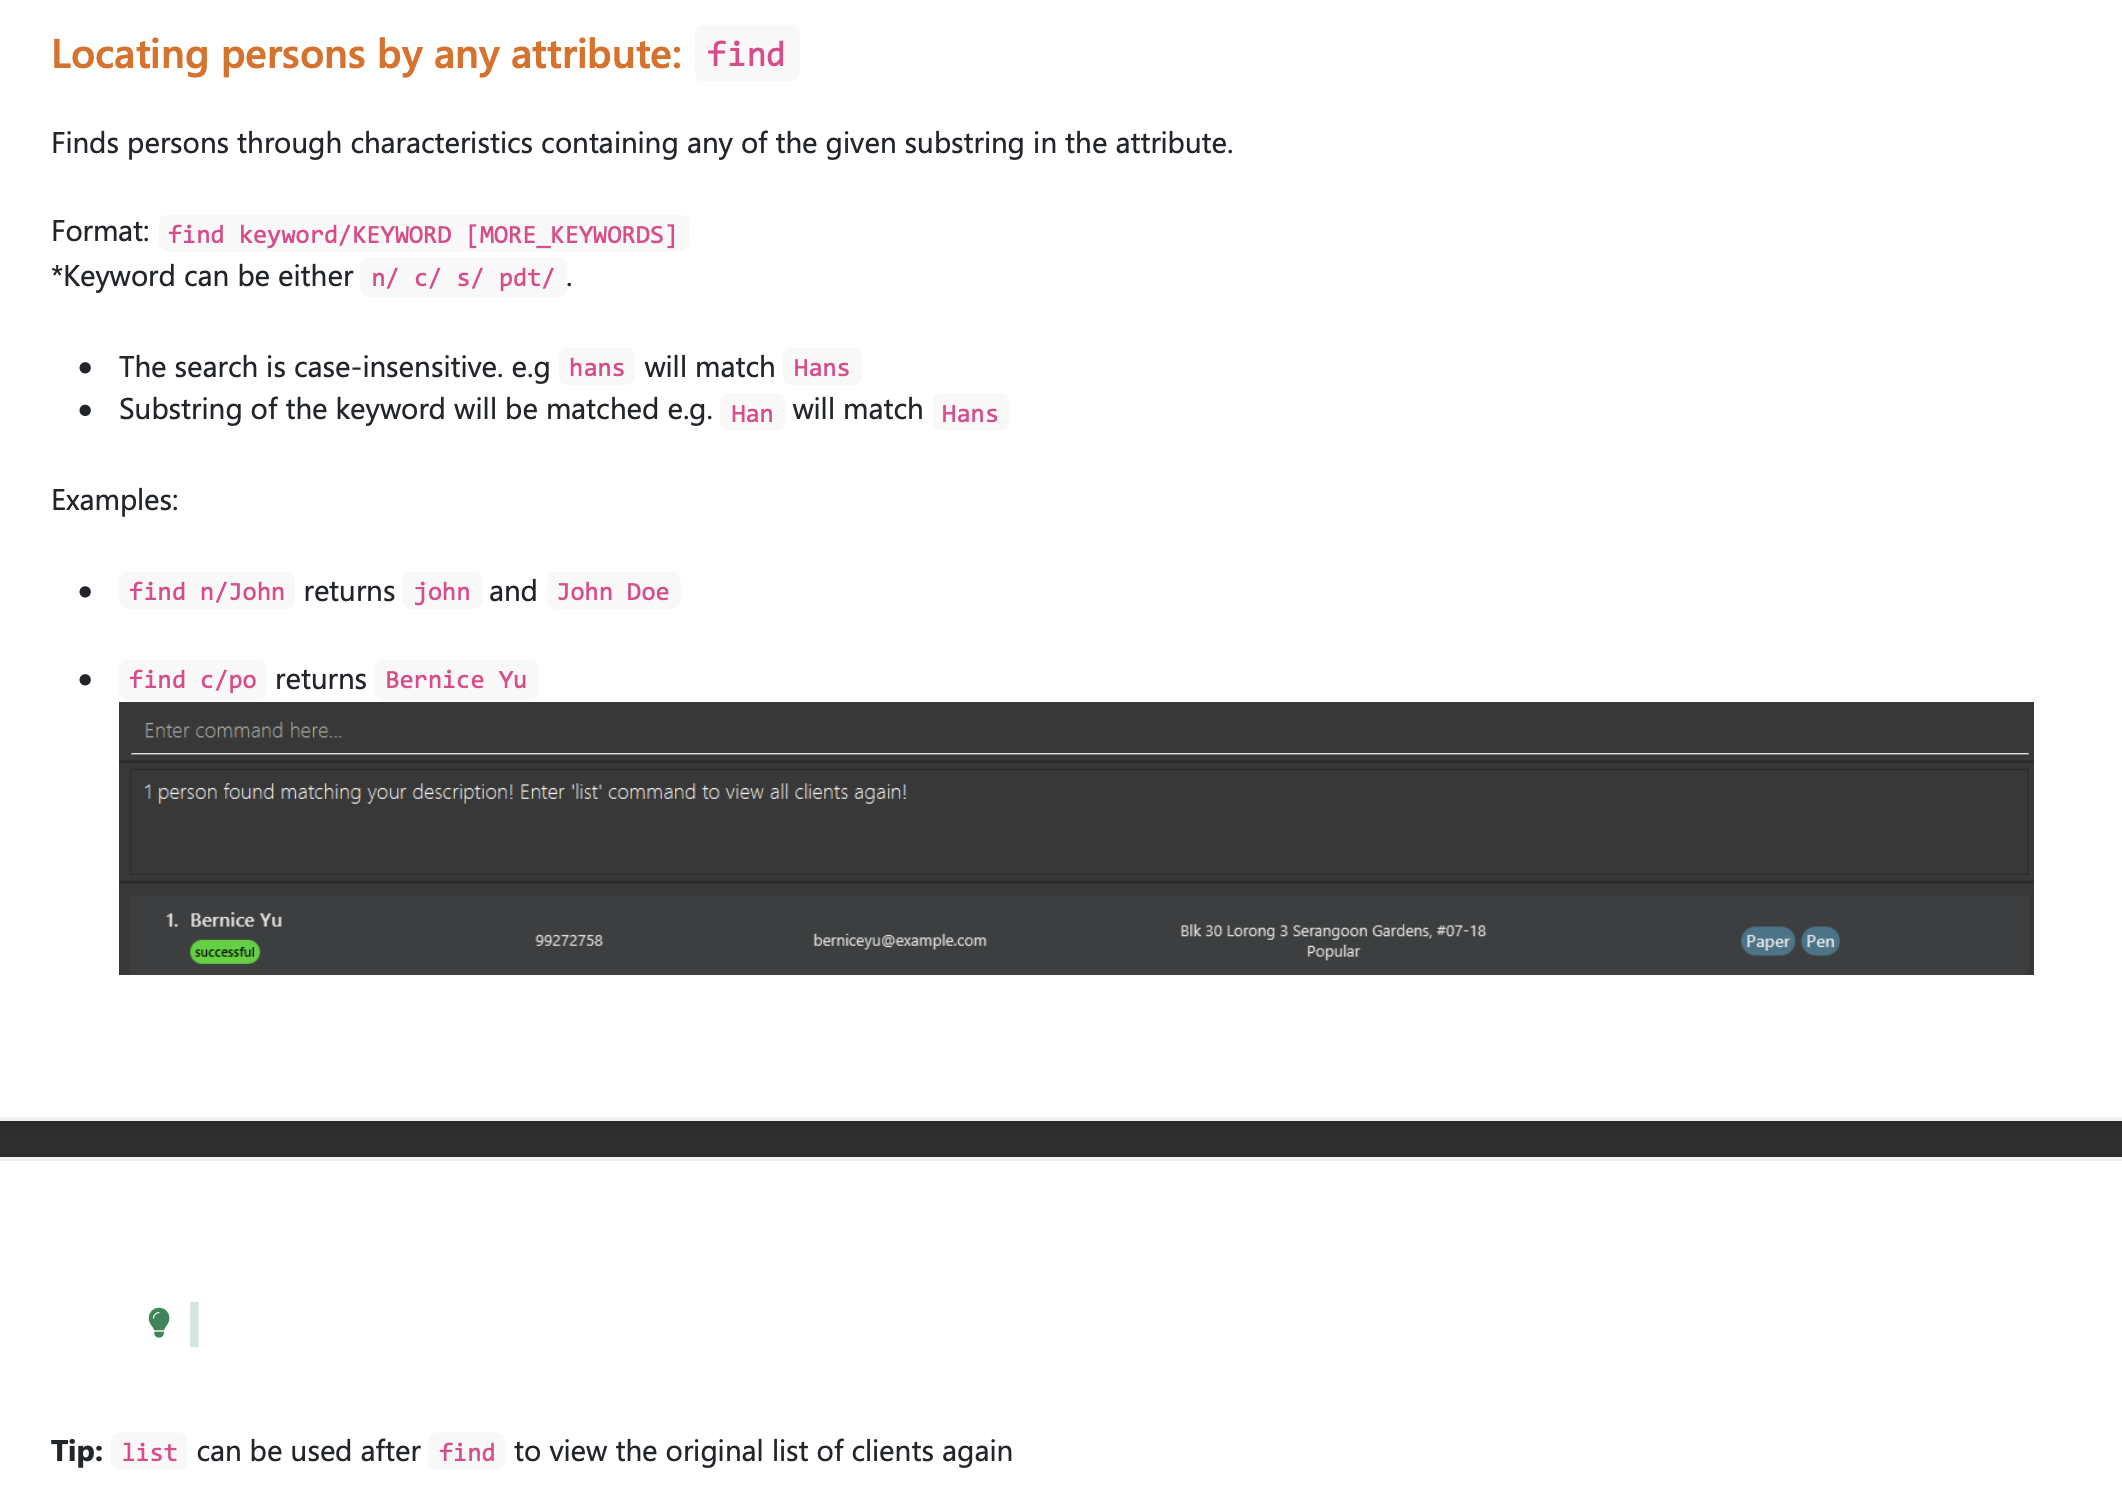 Locating persons by any attribute: find
Finds persons through characteristics containing any of the given substring in the attribute.
Format: find keyword/KEYWORD [MORE_KEYWORDS]
*Keyword can be either n/ c/ s/ pdt/ .
• The search is case-insensitive. e.g hans will match Hans
• Substring of the keyword will be matched e.g. Han will match Hans
Examples:
• find n/John returns john and John Doe
• find c/po returns Bernice Yu
Enter command here...
1 person found matching your description! Enter 'list' command to view all clients again!
1. Bernice Yu
successful
99272758
berniceyu@example.com
Blk 30 Lorong 3 Serangoon Gardens, #07-18
Popular
Paper Pen
Tip: list can be used after find to view the original list of clients again